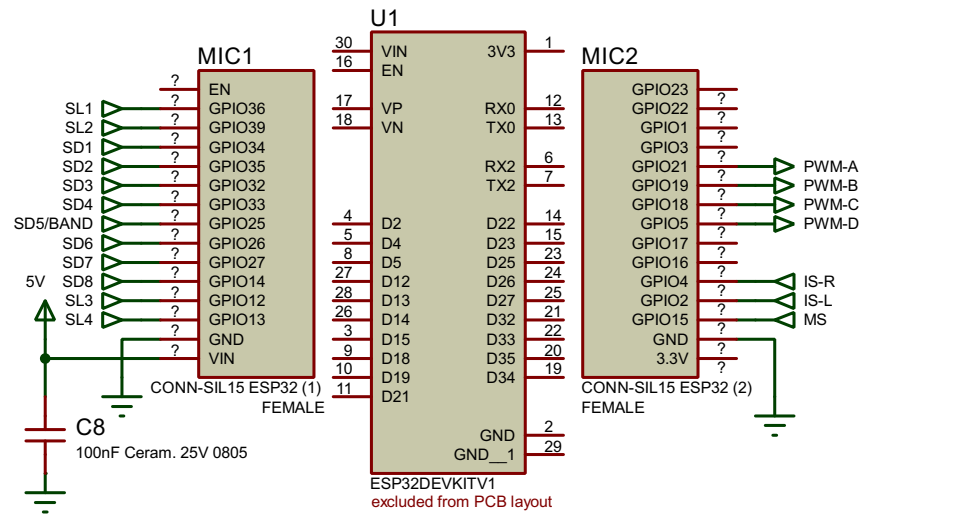 U1
MIC1
MIC2
30 VIN 3V3 1
16 EN
17 VP RX0 12
18 VN TX0 13
RX2 6
TX2 7
4 D2 D22 14
5 D4 D23 15
8 D5 D25 23
27 D12 D26 24
28 D13 D27 25
26 D14 D32 21
3 D15 D33 22
9 D18 D35 20
10 D19 D34 19
11 D21
GND 2
GND__1 29
ESP32DEVKITV1
excluded from PCB layout
? EN
SL1 ? GPIO36
SL2 ? GPIO39
SD1 ? GPIO34
SD2 ? GPIO35
SD3 ? GPIO32
SD4 ? GPIO33
SD5/BAND ? GPIO25
SD6 ? GPIO26
SD7 ? GPIO27
SD8 ? GPIO14
SL3 ? GPIO12
SL4 ? GPIO13
? GND
? VIN
5V
CONN-SIL15 ESP32 (1)
FEMALE
C8
100nF Ceram. 25V 0805
GPIO23 ?
GPIO22 ?
GPIO1 ?
GPIO3 ?
GPIO21 ? PWM-A
GPIO19 ? PWM-B
GPIO18 ? PWM-C
GPIO5 ? PWM-D
GPIO17 ?
GPIO16 ?
GPIO4 ? IS-R
GPIO2 ? IS-L
GPIO15 ? MS
GND ?
3.3V ?
CONN-SIL15 ESP32 (2)
FEMALE